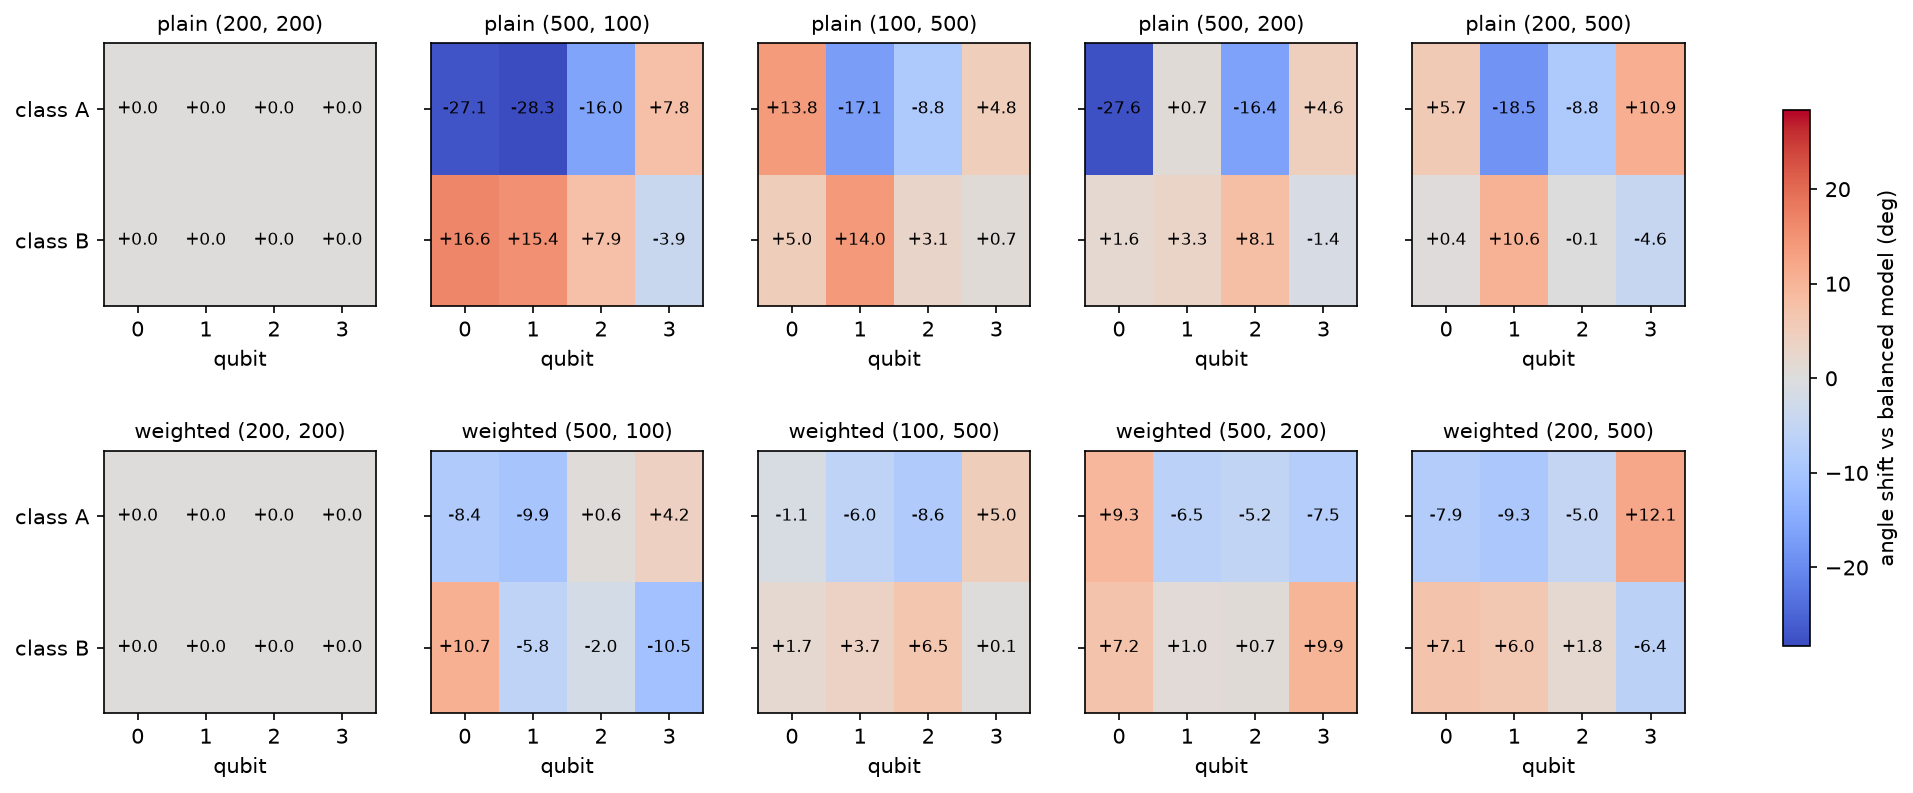 plain (200, 200) plain (500, 100) plain (100, 500) plain (500, 200) plain (200, 500)
class A +0.0 +0.0 +0.0 +0.0 -27.1 -28.3 -16.0 +7.8 +13.8 -17.1 -8.8 +4.8 -27.6 +0.7 -16.4 +4.6 +5.7 -18.5 -8.8 +10.9
class B +0.0 +0.0 +0.0 +0.0 +16.6 +15.4 +7.9 -3.9 +5.0 +14.0 +3.1 +0.7 +1.6 +3.3 +8.1 -1.4 +0.4 +10.6 -0.1 -4.6
0 1 2 3 0 1 2 3 0 1 2 3 0 1 2 3 0 1 2 3
qubit qubit qubit qubit qubit
weighted (200, 200) weighted (500, 100) weighted (100, 500) weighted (500, 200) weighted (200, 500)
class A +0.0 +0.0 +0.0 +0.0 -8.4 -9.9 +0.6 +4.2 -1.1 -6.0 -8.6 +5.0 +9.3 -6.5 -5.2 -7.5 -7.9 -9.3 -5.0 +12.1
class B +0.0 +0.0 +0.0 +0.0 +10.7 -5.8 -2.0 -10.5 +1.7 +3.7 +6.5 +0.1 +7.2 +1.0 +0.7 +9.9 +7.1 +6.0 +1.8 -6.4
0 1 2 3 0 1 2 3 0 1 2 3 0 1 2 3 0 1 2 3
qubit qubit qubit qubit qubit
20
10
0
−10
−20
angle shift vs balanced model (deg)